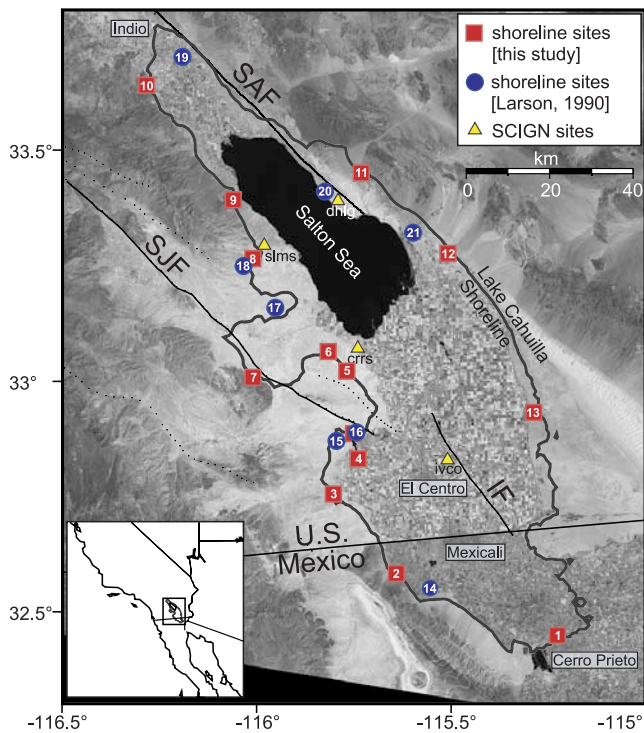 Indio
19
10
SAF
shoreline sites
[this study]
shoreline sites
[Larson, 1990]
SCIGN sites
km
0
20
40
33.5°
11
20
dhlg
9
Salton Sea
21
SJF
slms
8
18
12
Lake Cahuilla
Shoreline
17
6
crrs
5
33°
7
13
16
15
4
ivco
3
El Centro
IF
U.S.
Mexico
Mexicali
2
14
32.5°
1
Cerro Prieto
-116.5°
-116°
-115.5°
-115°